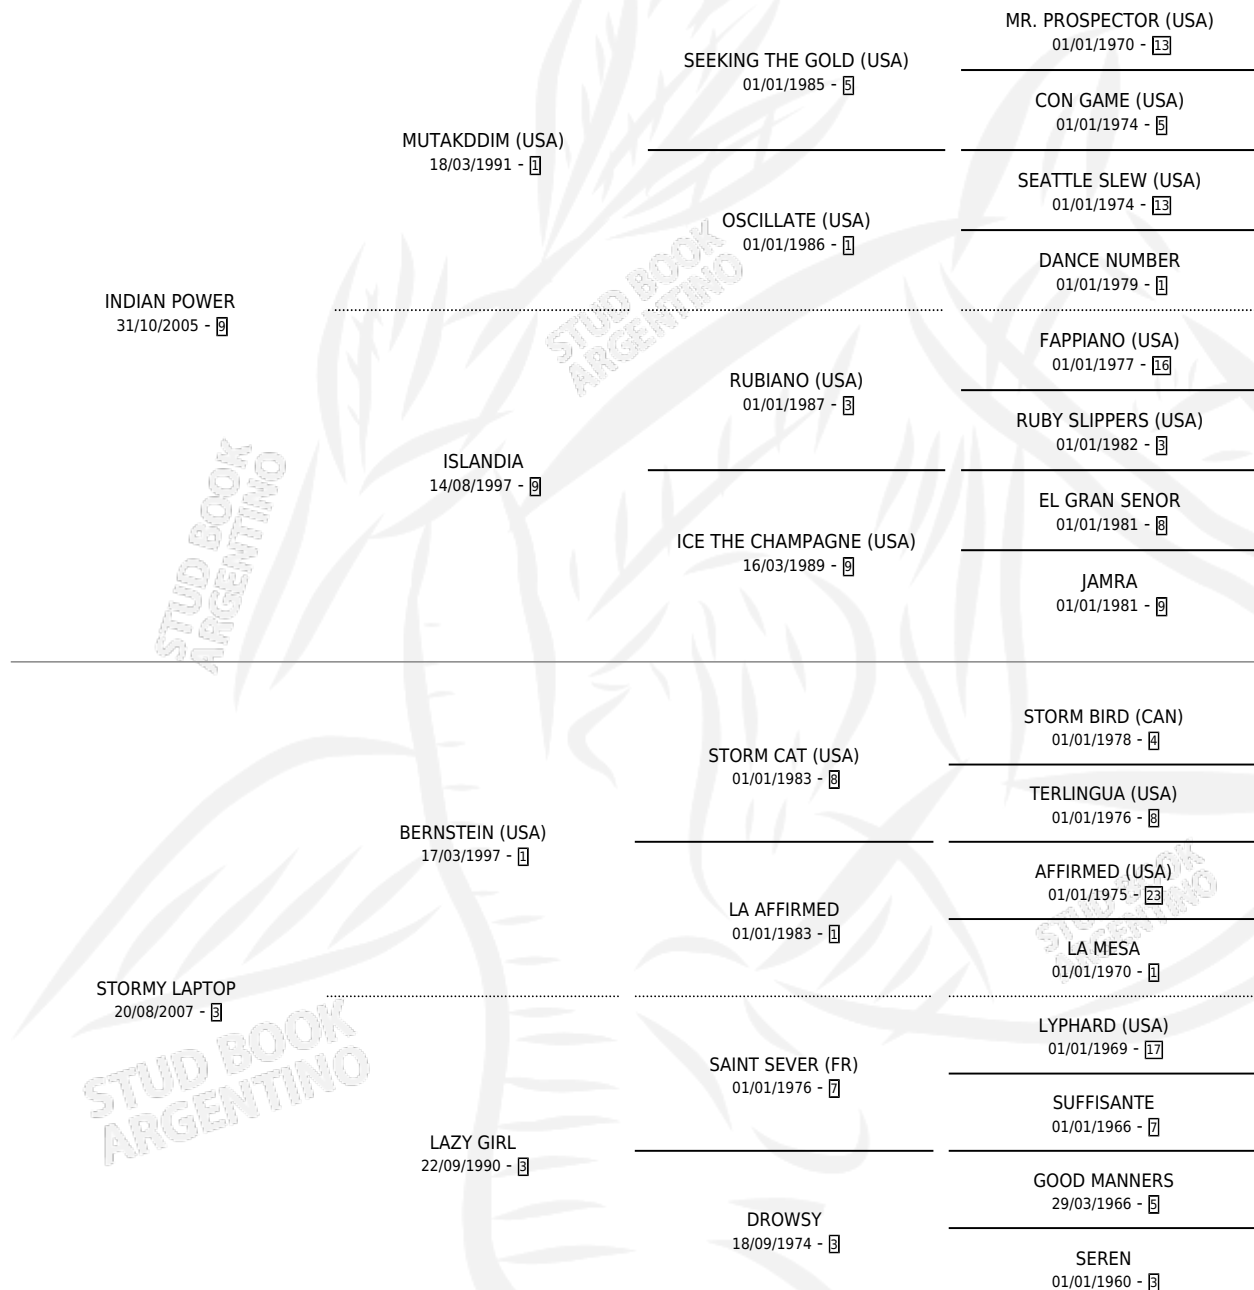 MR. PROSPECTOR (USA)
01/01/1970 - 13
SEEKING THE GOLD (USA)
01/01/1985 - 5
CON GAME (USA)
01/01/1974 - 5
MUTAKDDIM (USA)
18/03/1991 - 1
SEATTLE SLEW (USA)
01/01/1974 - 13
OSCILLATE (USA)
01/01/1986 - 1
DANCE NUMBER
01/01/1979 - 1
INDIAN POWER
31/10/2005 - 9
FAPPIANO (USA)
01/01/1977 - 16
RUBIANO (USA)
01/01/1987 - 3
RUBY SLIPPERS (USA)
01/01/1982 - 3
ISLANDIA
14/08/1997 - 9
EL GRAN SENOR
01/01/1981 - 8
ICE THE CHAMPAGNE (USA)
16/03/1989 - 9
JAMRA
01/01/1981 - 9
STUD BOOK
ARGENTINO
STUD BOOK
ARGENTINO
STORM BIRD (CAN)
01/01/1978 - 4
STORM CAT (USA)
01/01/1983 - 8
TERLINGUA (USA)
01/01/1976 - 8
BERNSTEIN (USA)
17/03/1997 - 1
AFFIRMED (USA)
01/01/1975 - 23
LA AFFIRMED
01/01/1983 - 1
LA MESA
01/01/1970 - 1
STORMY LAPTOP
20/08/2007 - 3
LYPHARD (USA)
01/01/1969 - 17
SAINT SEVER (FR)
01/01/1976 - 7
SUFFISANTE
01/01/1966 - 7
LAZY GIRL
22/09/1990 - 3
GOOD MANNERS
29/03/1966 - 5
DROWSY
18/09/1974 - 3
SEREN
01/01/1960 - 3
STUD BOOK
ARGENTINO
STUD BOOK
ARGENTINO